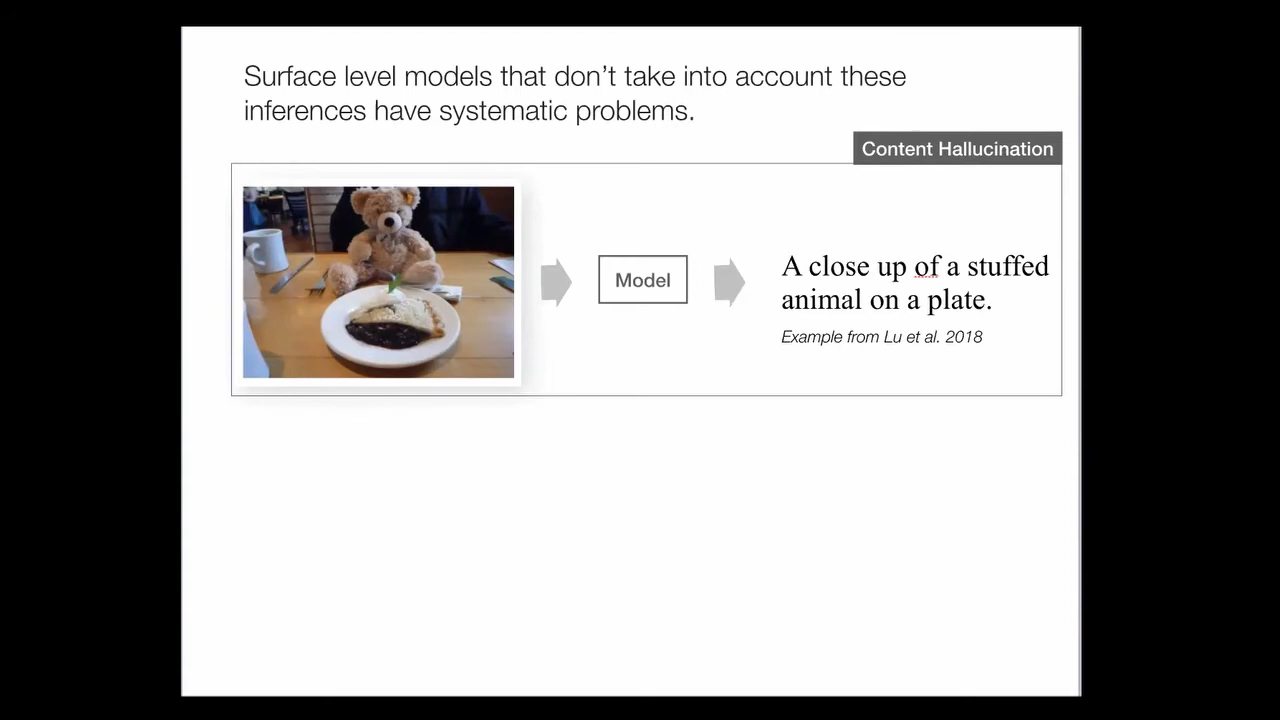 Surface level models that don’t take into account these
inferences have systematic problems.
Content Hallucination
Model
A close up of a stuffed
animal on a plate.
Example from Lu et al. 2018